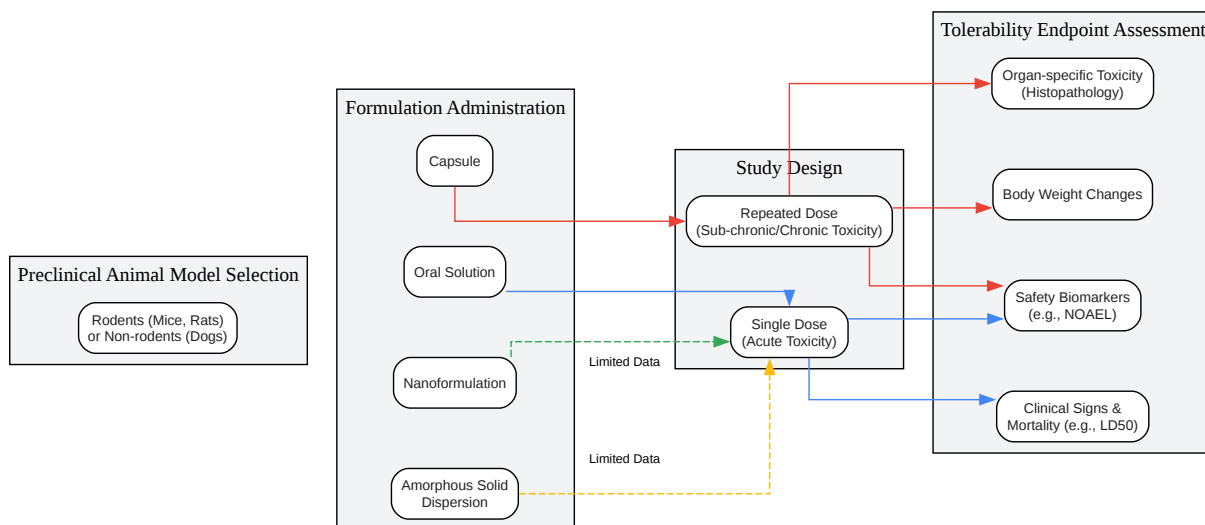 Preclinical Animal Model Selection
Rodents (Mice, Rats)
or Non-rodents (Dogs)
Formulation Administration
Capsule
Oral Solution
Nanoformulation
Amorphous Solid
Dispersion
Limited Data
Limited Data
Study Design
Repeated Dose
(Sub-chronic/Chronic Toxicity)
Single Dose
(Acute Toxicity)
Tolerability Endpoint Assessment
Organ-specific Toxicity
(Histopathology)
Body Weight Changes
Safety Biomarkers
(e.g., NOAEL)
Clinical Signs &
Mortality (e.g., LD50)